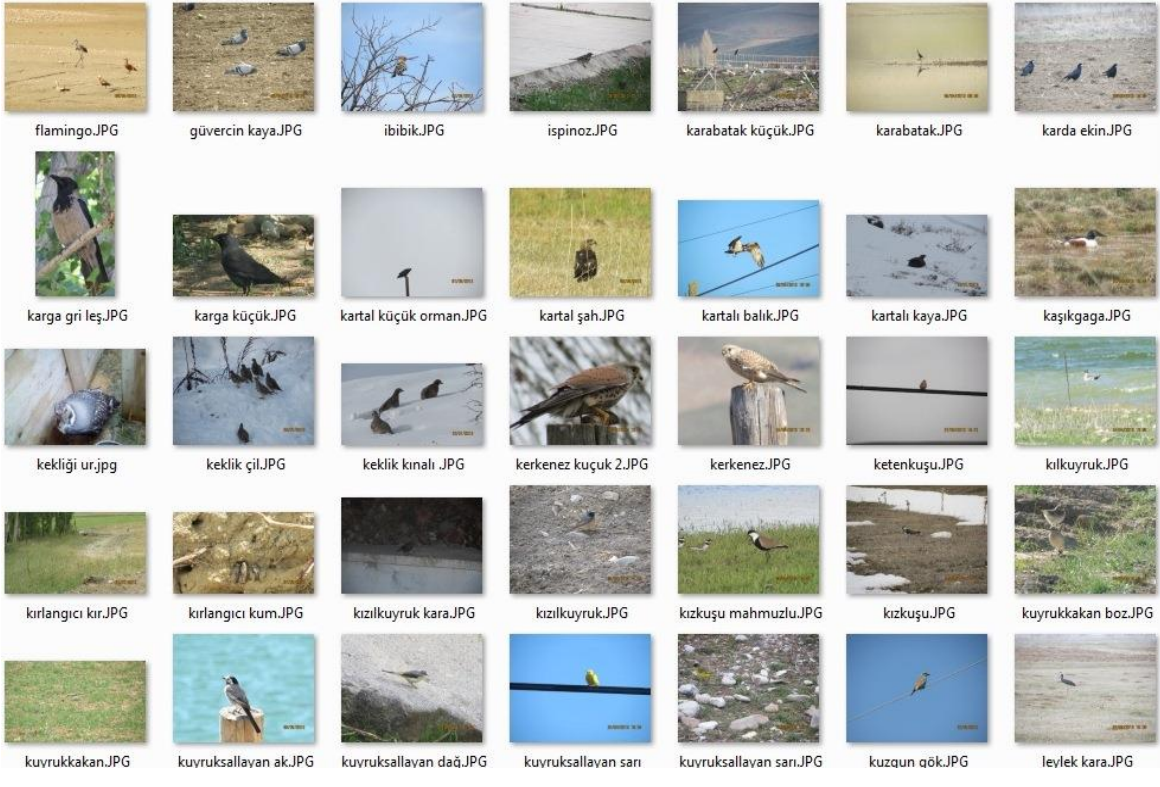 flamingo.JPG
güvercin kaya.JPG
ibibik.JPG
ispinoz.JPG
karabatak küçük.JPG
karabatak.JPG
karda ekin.JPG
karga gri leş.JPG
karga küçük.JPG
kartal küçük orman.JPG
kartal şah.JPG
kartalı balık.JPG
kartalı kaya.JPG
kaşıkgaga.JPG
kekliği ur.jpg
keklik çil.JPG
keklik kınalı .JPG
kerkenez kuçuk 2.JPG
kerkenez.JPG
ketenkuşu.JPG
kılkuyruk.JPG
kırlangıcı kır.JPG
kırlangıcı kum.JPG
kızılkuyruk kara.JPG
kızılkuyruk.JPG
kızkuşu mahmuzlu.JPG
kızkuşu.JPG
kuyrukkakan boz.JPG
kuyrukkakan.JPG
kuyruksallayan ak.JPG
kuyruksallayan dağ.JPG
kuyruksallayan sarı
kuyruksallayan sarı.JPG
kuzgun gök.JPG
leylek kara.JPG